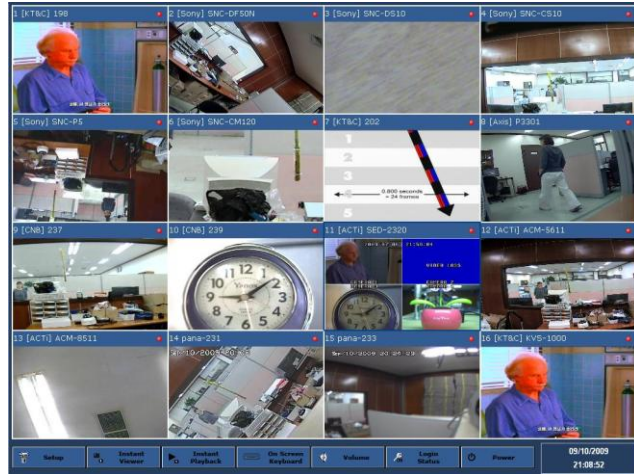 1 [KT&C] 198
2 [Sony] SNC-DF50N
3 [Sony] SNC-DS10
4 [Sony] SNC-CS10
5 [Sony] SNC-P5
6 [Sony] SNC-CM120
7 [KT&C] 202
8 [Axis] P3301
1
2
3
0.800 seconds
= 24 frames
5
9 [CNB] 237
10 [CNB] 239
11 [ACTi] SED-2320
12 [ACTi] ACM-5611
VIDEO LOSS
11 12 1 2 3 4 5 6 7 8 9 10
13 [ACTi] ACM-8511
14 pana-231
15 pana-233
16 [KT&C] KVS-1000
Setup
Instant Viewer
Instant Playback
On Screen Keyboard
Volume
Login Status
Power
09/10/2009
21:08:52